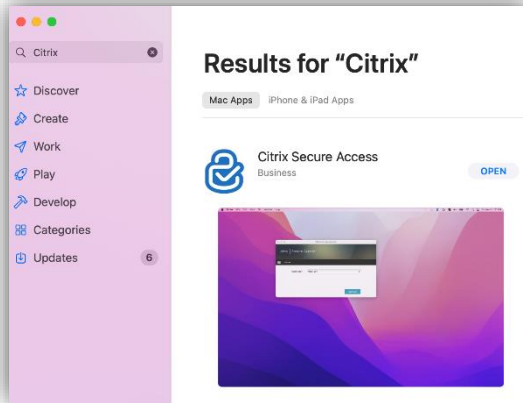 Citrix
Discover
Create
Work
Play
Develop
Categories
Updates 6
Results for “Citrix”
Mac Apps iPhone & iPad Apps
Citrix Secure Access
Business
OPEN